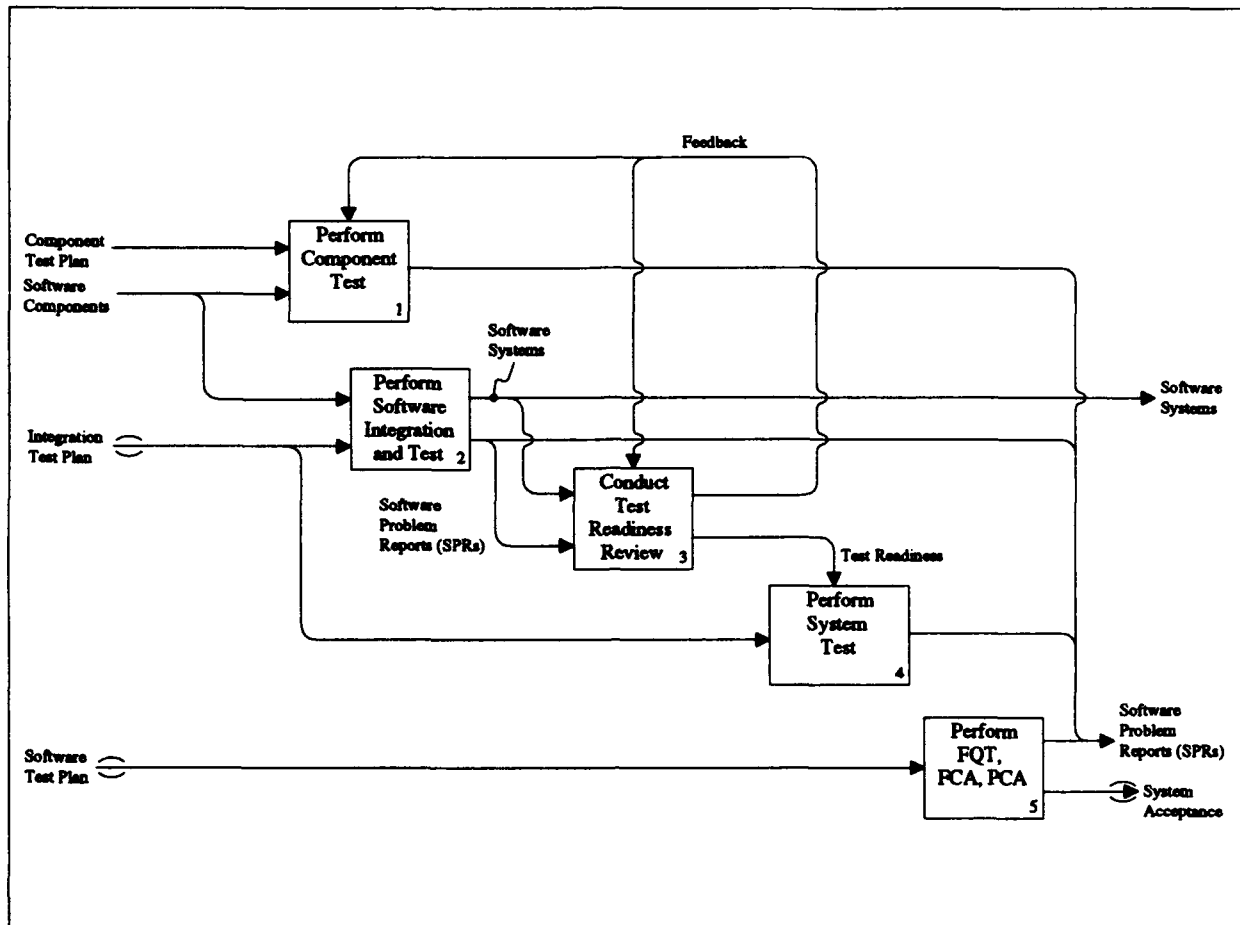 Feedback
Component
Test Plan
Software
Components
Perform
Component
Test
1
Software
Systems
Perform
Software
Integration
and Test
2
Software
Systems
Integration
Test Plan
Software
Problem
Reports (SPRs)
Conduct
Test
Readiness
Review
3
Test Readiness
Perform
System
Test
4
Software
Test Plan
Perform
FQT,
FCA, PCA
5
Software
Problem
Reports (SPRs)
System
Acceptance